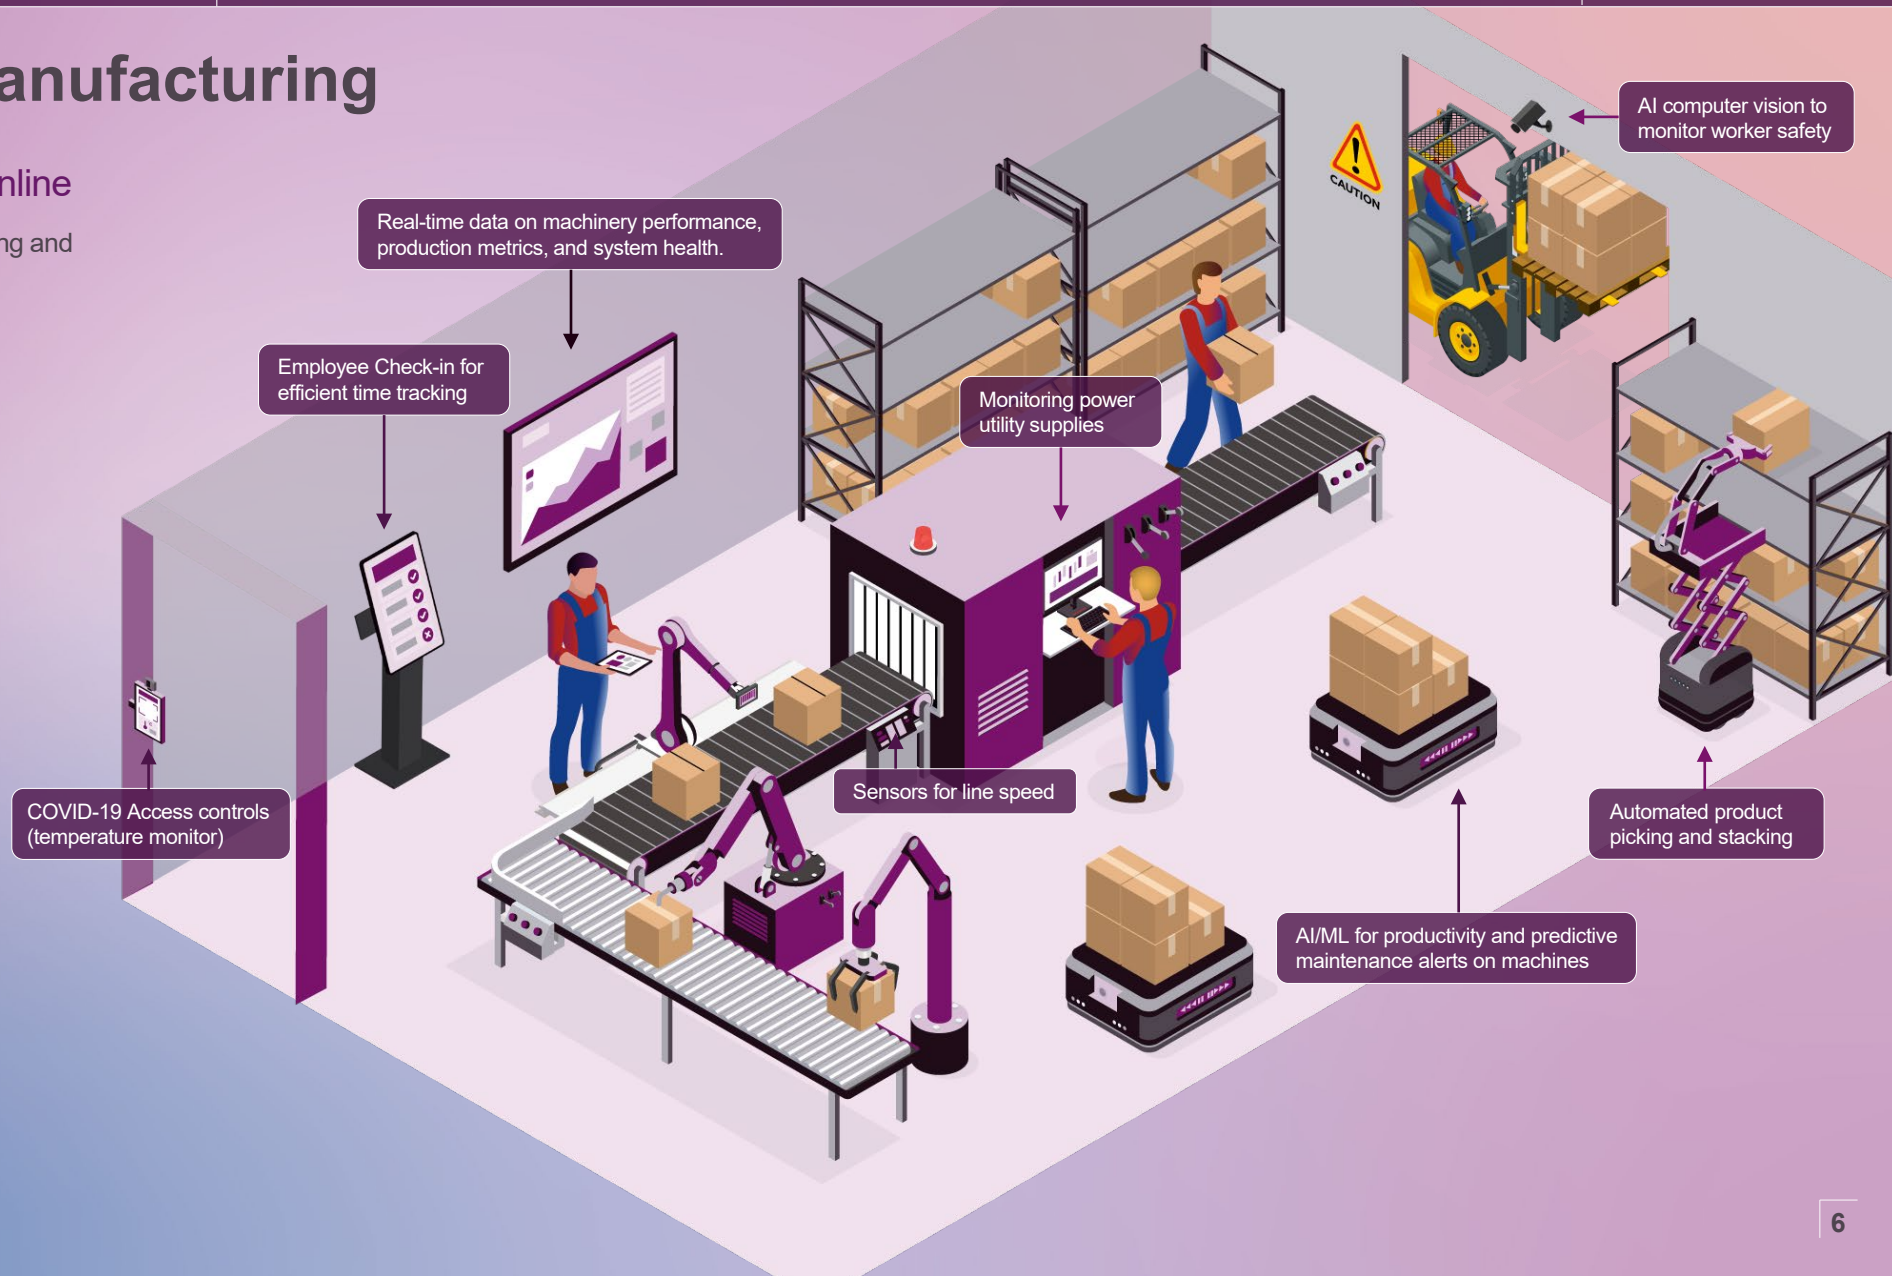 anufacturing
nline
ng and
Real-time data on machinery performance,
production metrics, and system health.
Employee Check-in for
efficient time tracking
AI computer vision to
monitor worker safety
CAUTION
Monitoring power
utility supplies
COVID-19 Access controls
(temperature monitor)
Sensors for line speed
Automated product
picking and stacking
AI/ML for productivity and predictive
maintenance alerts on machines
6